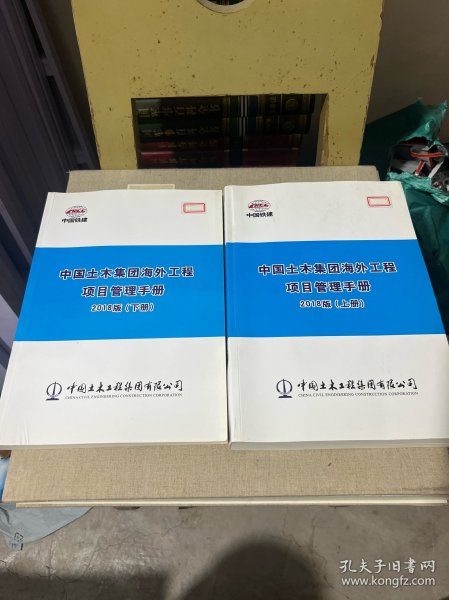 中国铁建
中国土木集团海外工程
项目管理手册
2018版(下册)
中国土木工程集团有限公司
CHINA CIVIL ENGINEERING CONSTRUCTION CORPORATION
CRCC
中国铁建
中国土木集团海外工程
项目管理手册
2018版(上册)
中国土木工程集团有限公司
CHINA CIVIL ENGINEERING CONSTRUCTION CORPORATION
孔夫子旧书网
www.kongfz.com